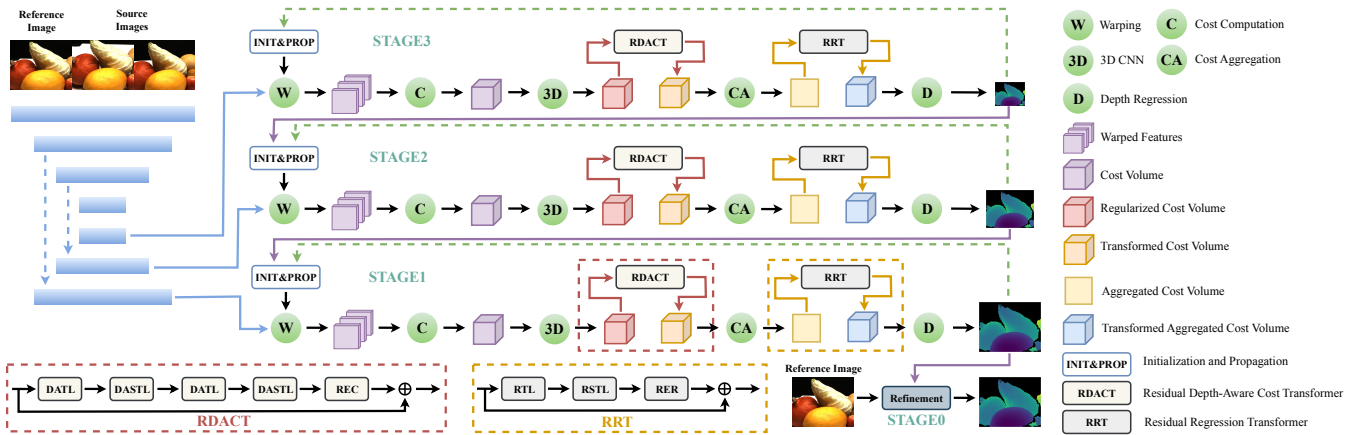 Reference
Image
Source
Images
INIT&PROP
STAGE3
RDACT
RRT
W
C
3D
CA
D
INIT&PROP
STAGE2
RDACT
RRT
W
C
3D
CA
D
INIT&PROP
STAGE1
RDACT
RRT
W
C
3D
CA
D
DATL
DASTL
DATL
DASTL
REC
RDACT
RTL
RSTL
RER
RRT
Reference Image
Refinement
STAGE0
W Warping
C Cost Computation
3D 3D CNN
CA Cost Aggregation
D Depth Regression
Warped Features
Cost Volume
Regularized Cost Volume
Transformed Cost Volume
Aggregated Cost Volume
Transformed Aggregated Cost Volume
INIT&PROP Initialization and Propagation
RDACT Residual Depth-Aware Cost Transformer
RRT Residual Regression Transformer